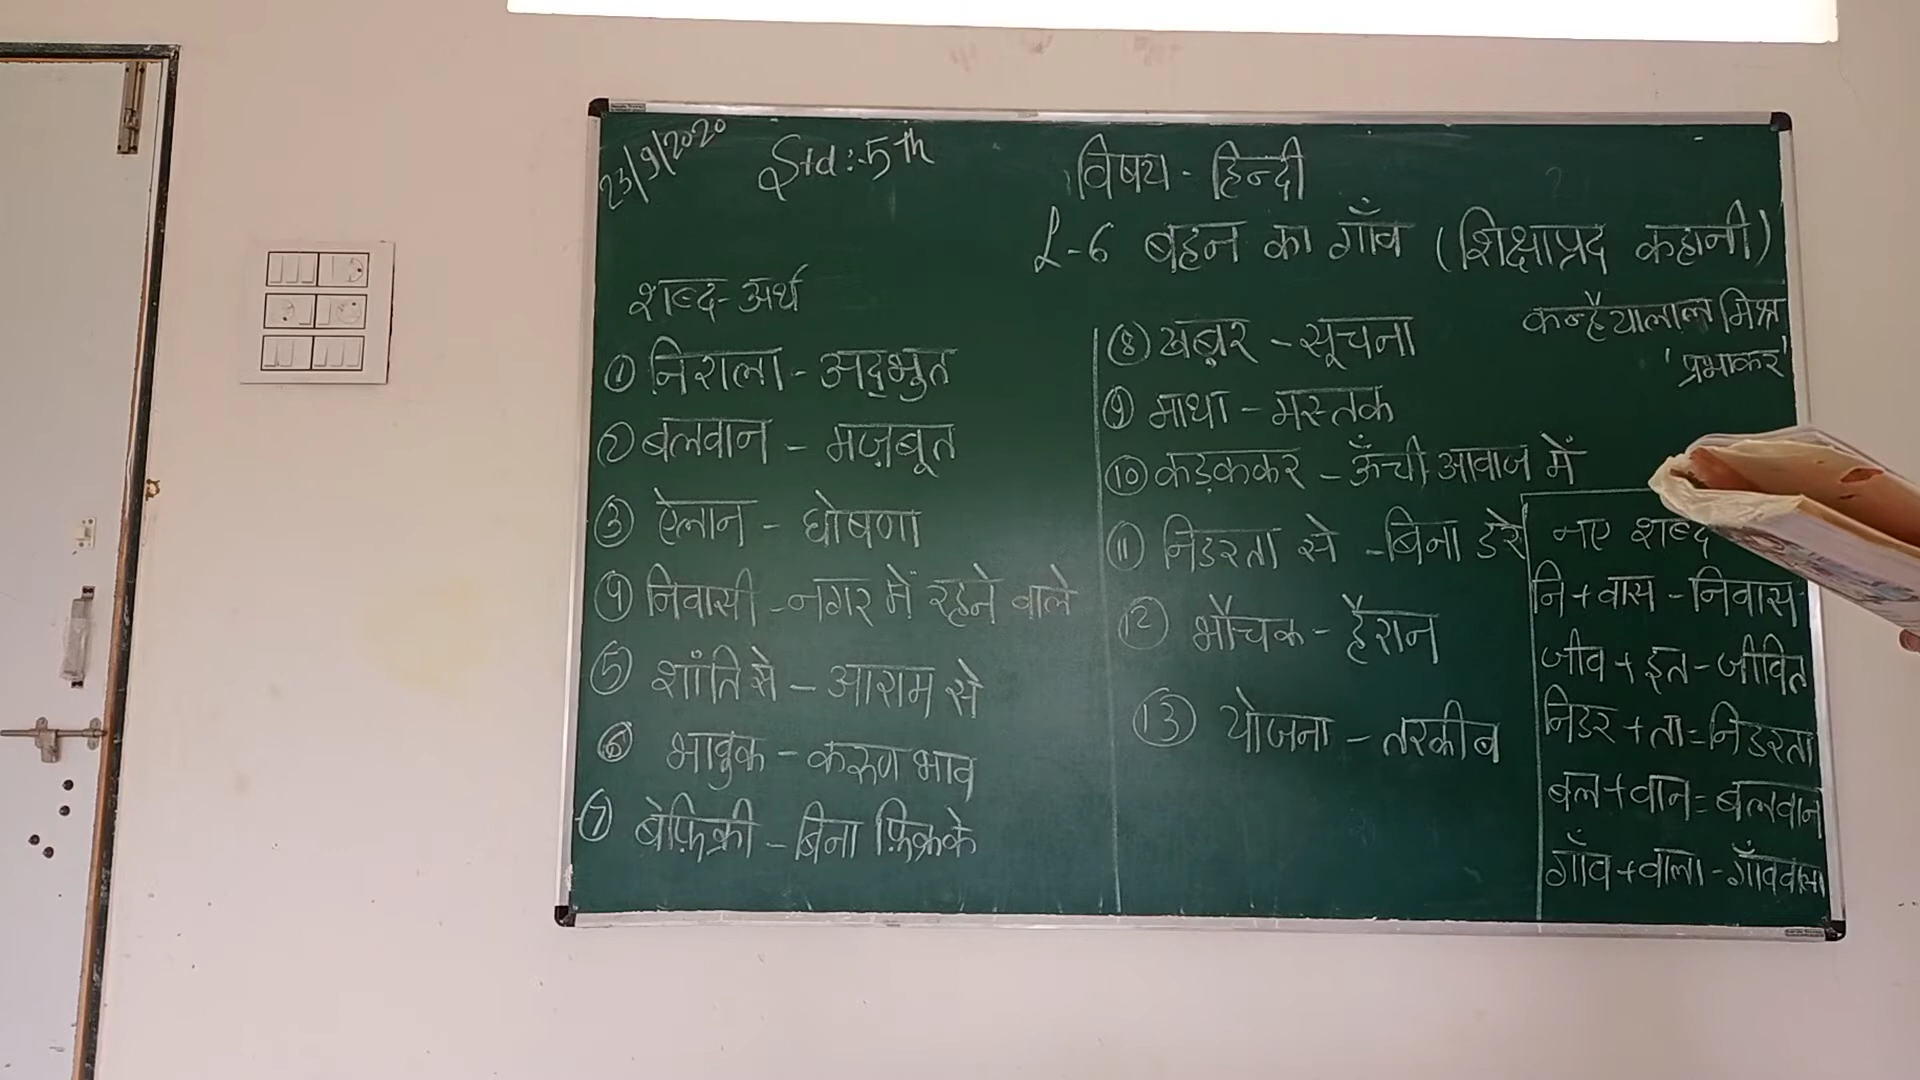 23/9/2020
Std:-5th
विषय - हिन्दी
L-6 बहन का गाँव (शिक्षाप्रद कहानी)
कन्हैयालाल मिश्र
'प्रभाकर'
शब्द-अर्थ
① निराला - अद्भुत
② बलवान - मज़बूत
③ ऐलान - घोषणा
④ निवासी - नगर में रहने वाले
⑤ शाँति से - आराम से
⑥ भावुक - करुण भाव
⑦ बेफ़िक्री - बिना फ़िक्र के
⑧ खब़र - सूचना
⑨ माथा - मस्तक
⑩ कड़ककर - ऊँची आवाज में
⑪ निडरता से - बिना डरे
⑫ भौचक - हैरान
⑬ योजना - तरकीब
नए शब्द
नि + वास - निवास
जीव + इत - जीवित
निडर + ता = निडरता
बल + वान = बलवान
गाँव + वाला - गाँववाला